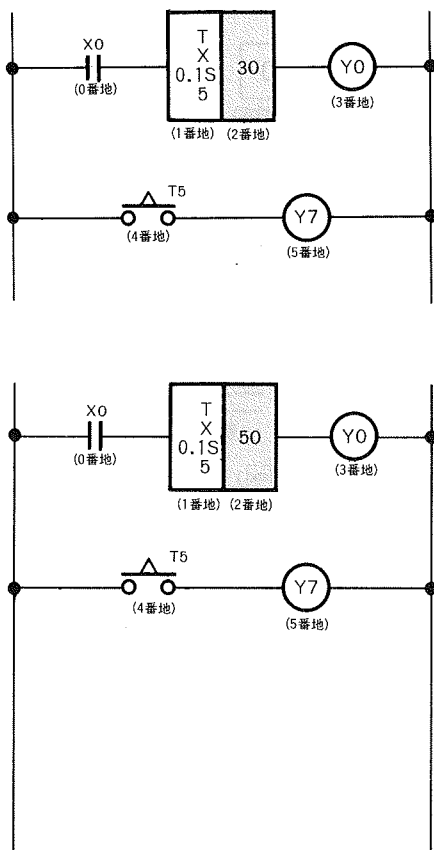 X0
(0番地)
T
X
0.1S
5
30
(1番地) (2番地)
Y0
(3番地)
T5
(4番地)
Y7
(5番地)
X0
(0番地)
T
X
0.1S
5
50
(1番地) (2番地)
Y0
(3番地)
T5
(4番地)
Y7
(5番地)